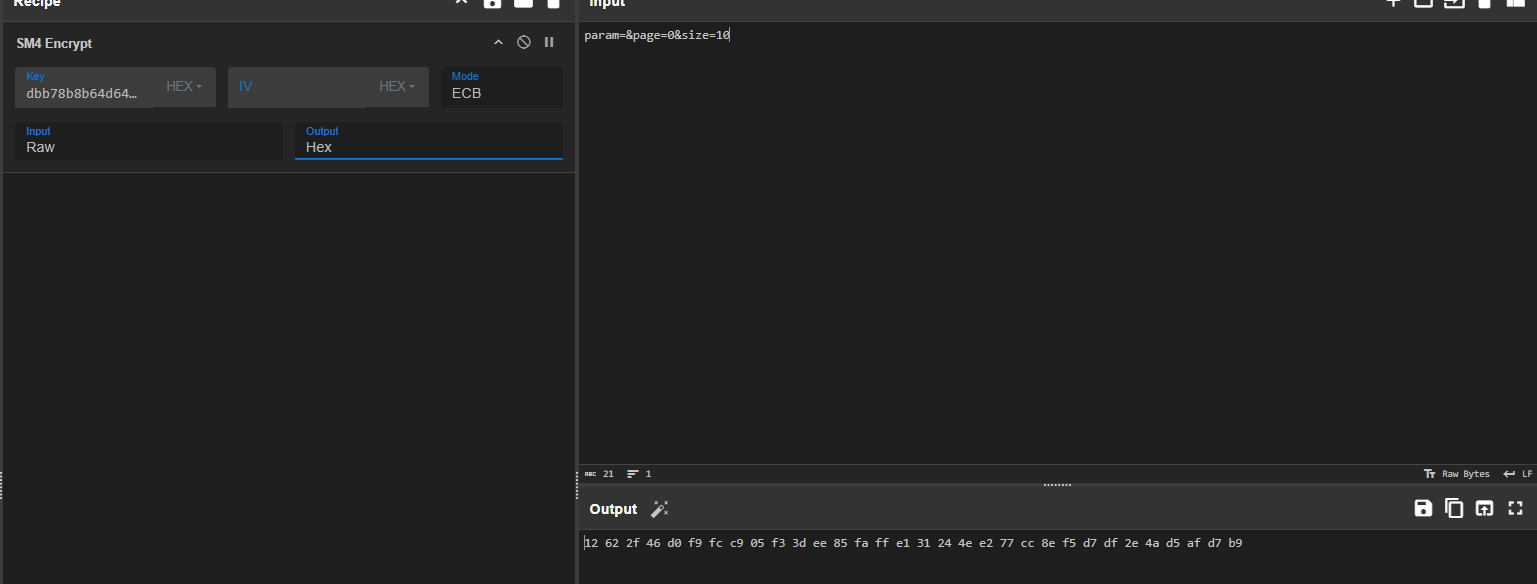 Recipe
SM4 Encrypt
Key
dbb78b8b64d64…
HEX
IV
HEX
Mode
ECB
Input
Raw
Output
Hex
Input
param=&page=0&size=10
ABC 21 1
Tт Raw Bytes LF
Output
12 62 2f 46 d0 f9 fc c9 05 f3 3d ee 85 fa ff e1 31 24 4e e2 77 cc 8e f5 d7 df 2e 4a d5 af d7 b9